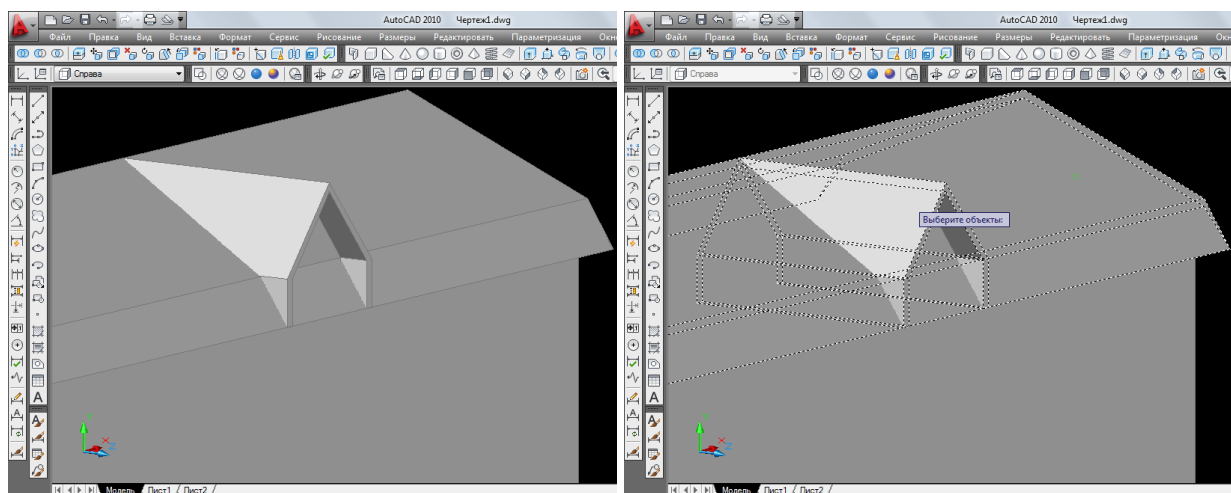 AutoCAD 2010 Чертеж1.dwg
Файл Правка Вид Вставка Формат Сервис Рисование Размеры Редактировать Параметризация Окн
Справа
Модель Лист1 Лист2
AutoCAD 2010 Чертеж1.dwg
Файл Правка Вид Вставка Формат Сервис Рисование Размеры Редактировать Параметризация Окн
Справа
Выберите объекты:
Модель Лист1 Лист2